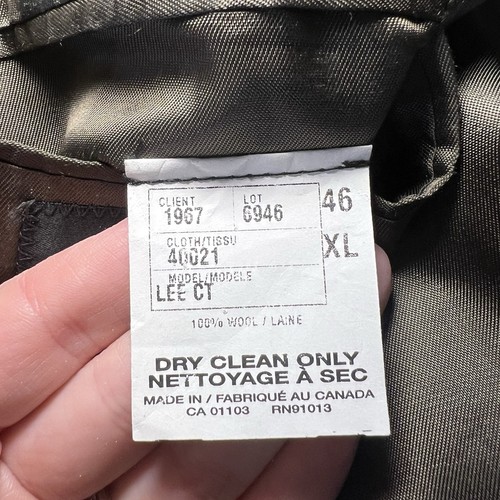 CLIENT LOT 46
1967 6946
CLOTH/TISSU XL
40021
MODEL/MODELE
LEE CT
100% WOOL / LAINE
DRY CLEAN ONLY
NETTOYAGE À SEC
MADE IN / FABRIQUÉ AU CANADA
CA 01103 RN91013